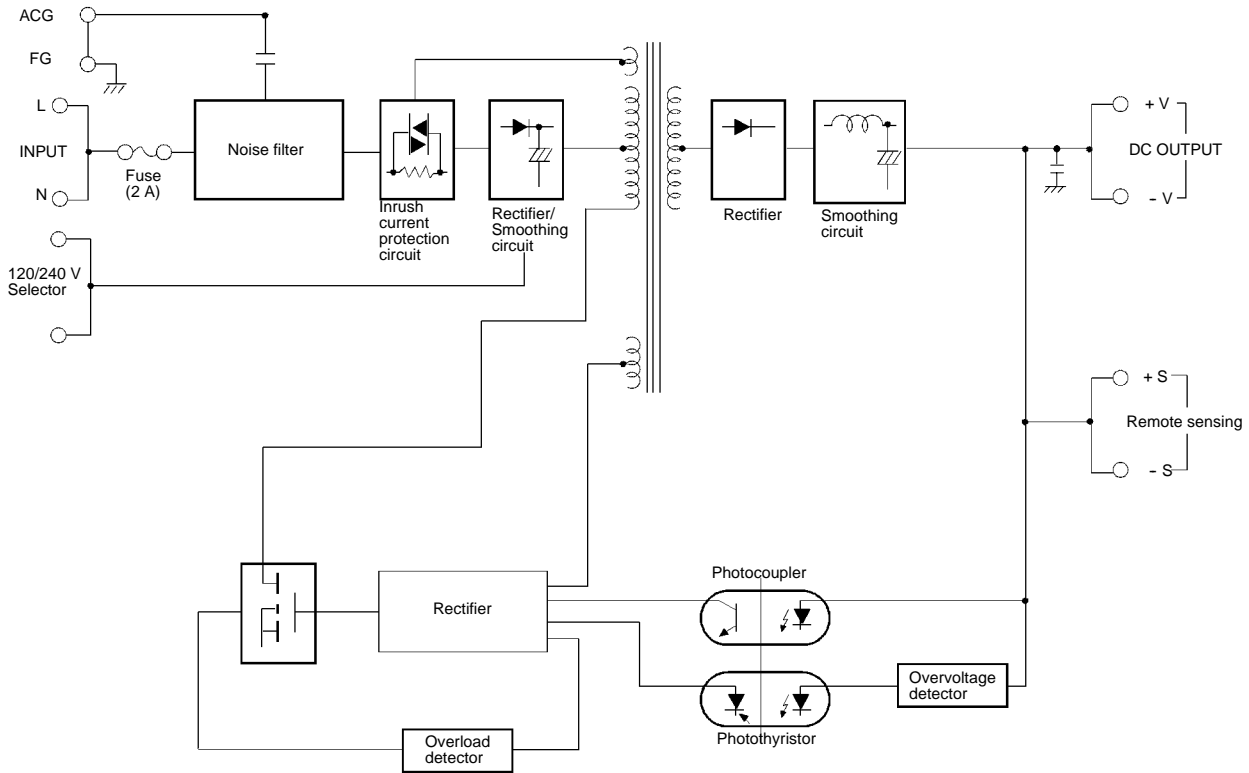 ACG
FG
L
INPUT
N
Fuse
(2 A)
Noise filter
Inrush
current
protection
circuit
Rectifier/
Smoothing
circuit
Rectifier
Smoothing
circuit
+ V
DC OUTPUT
– V
120/240 V
Selector
+ S
Remote sensing
– S
Rectifier
Photocoupler
Overvoltage
detector
Photothyristor
Overload
detector